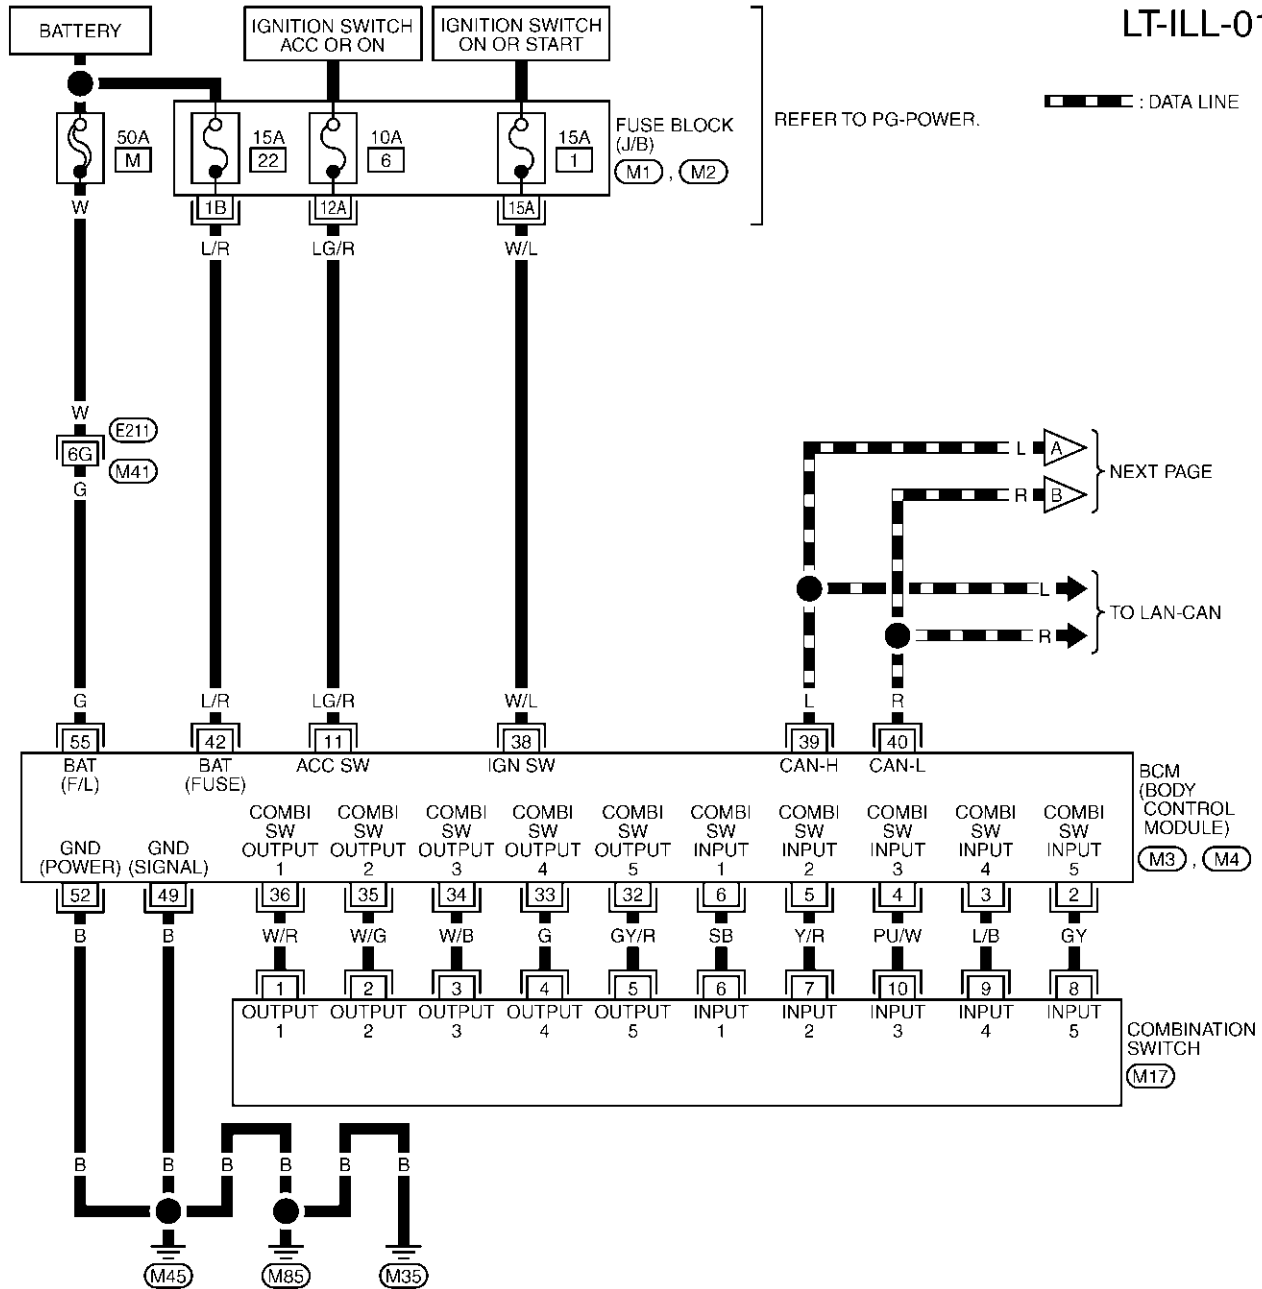 LT-ILL-01
BATTERY
IGNITION SWITCH
ACC OR ON
IGNITION SWITCH
ON OR START
: DATA LINE
REFER TO PG-POWER.
50A
M
15A
22
10A
6
15A
1
FUSE BLOCK
(J/B)
M1 , M2
1B
12A
15A
W
L/R
LG/R
W/L
W
E211
6G
M41
G
L
A
R
B
NEXT PAGE
L
R
TO LAN-CAN
G
L/R
LG/R
W/L
L
R
55
42
11
38
39
40
BAT
(F/L)
BAT
(FUSE)
ACC SW
IGN SW
CAN-H
CAN-L
BCM
(BODY
CONTROL
MODULE)
M3 , M4
GND
(POWER)
GND
(SIGNAL)
COMBI
SW
OUTPUT
1
COMBI
SW
OUTPUT
2
COMBI
SW
OUTPUT
3
COMBI
SW
OUTPUT
4
COMBI
SW
OUTPUT
5
COMBI
SW
INPUT
1
COMBI
SW
INPUT
2
COMBI
SW
INPUT
3
COMBI
SW
INPUT
4
COMBI
SW
INPUT
5
52
49
36
35
34
33
32
6
5
4
3
2
B
B
W/R
W/G
W/B
G
GY/R
SB
Y/R
PU/W
L/B
GY
1
2
3
4
5
6
7
10
9
8
OUTPUT
1
OUTPUT
2
OUTPUT
3
OUTPUT
4
OUTPUT
5
INPUT
1
INPUT
2
INPUT
3
INPUT
4
INPUT
5
COMBINATION
SWITCH
M17
B
B
B
B
B
B
M45
M85
M35